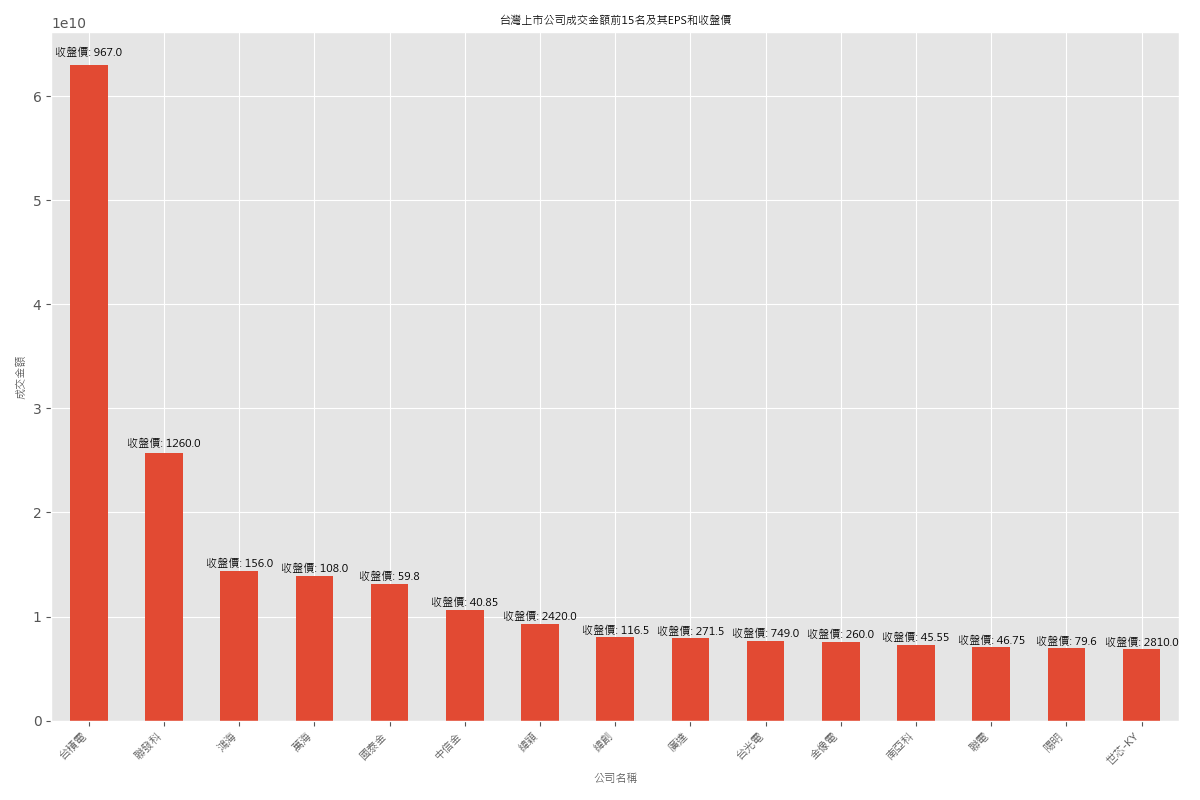 台灣上市公司成交金額前15名及其EPS和收盤價
1e10
收盤價: 967.0
6
5
4
成交金額
3
收盤價: 1260.0
2
收盤價: 156.0
收盤價: 108.0
收盤價: 59.8
收盤價: 40.85
收盤價: 2420.0
1
收盤價: 116.5
收盤價: 271.5
收盤價: 749.0
收盤價: 260.0
收盤價: 45.55
收盤價: 46.75
收盤價: 79.6
收盤價: 2810.0
0
台積電
聯發科
鴻海
萬海
國泰金
中信金
緯穎
緯創
廣達
台光電
金像電
南亞科
聯電
陽明
世芯-KY
公司名稱